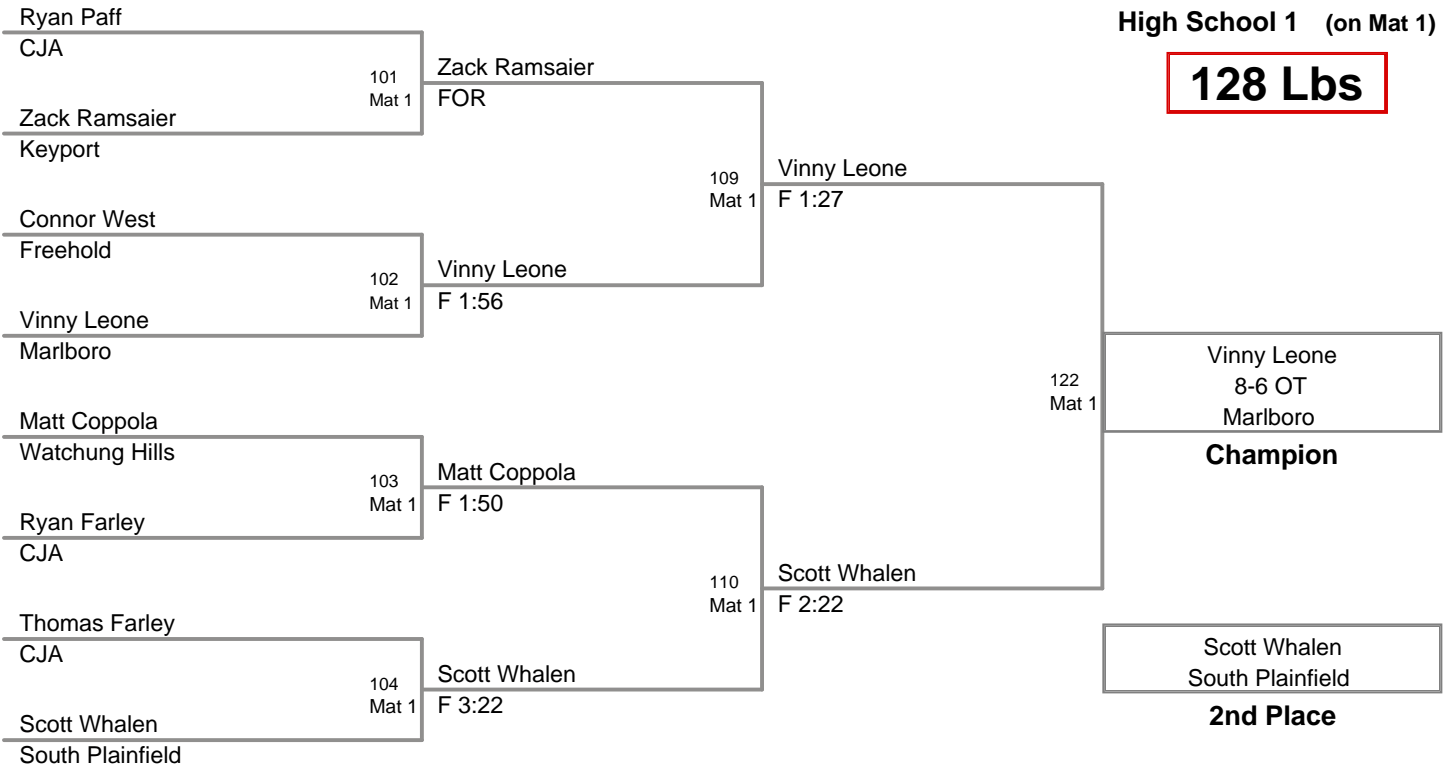 Ryan Paff
CJA
101
Mat 1
Zack Ramsaier
Keyport
Connor West
Freehold
102
Mat 1
Vinny Leone
Marlboro
Matt Coppola
Watchung Hills
103
Mat 1
Ryan Farley
CJA
Thomas Farley
CJA
104
Mat 1
Scott Whalen
South Plainfield
Zack Ramsaier
FOR
109
Mat 1
Vinny Leone
F 1:56
Matt Coppola
F 1:50
110
Mat 1
Scott Whalen
F 3:22
Vinny Leone
F 1:27
122
Mat 1
Scott Whalen
F 2:22
High School 1 (on Mat 1)
128 Lbs
Vinny Leone
8-6 OT
Marlboro
Champion
Scott Whalen
South Plainfield
2nd Place